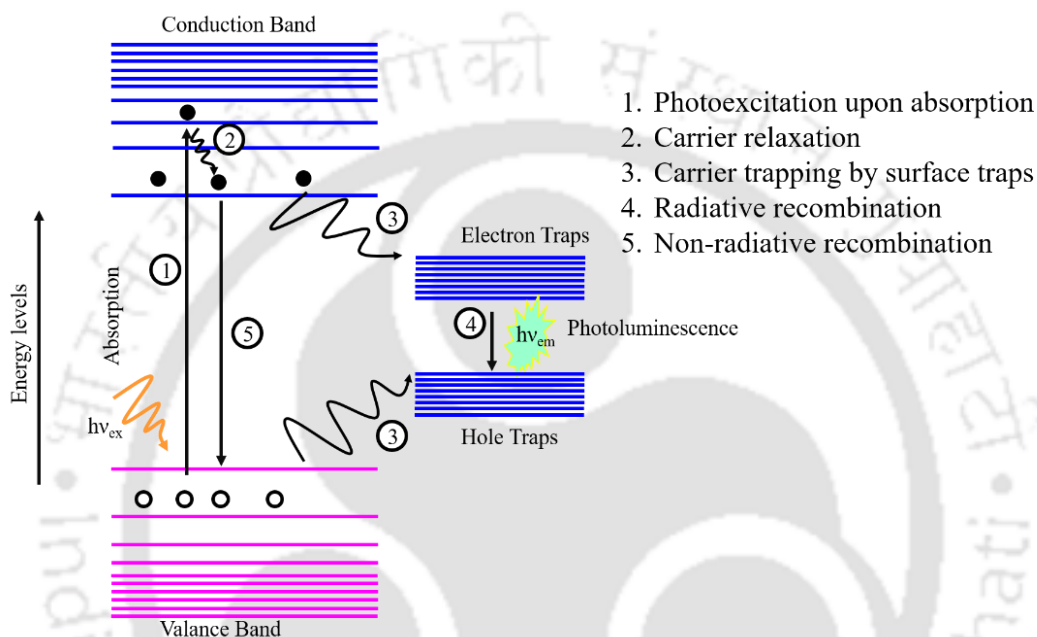 Conduction Band
1. Photoexcitation upon absorption
2. Carrier relaxation
3. Carrier trapping by surface traps
4. Radiative recombination
5. Non-radiative recombination
2
3
Electron Traps
1
Energy levels
Absorption
5
4
hνem
Photoluminescence
hνex
3
Hole Traps
Valance Band